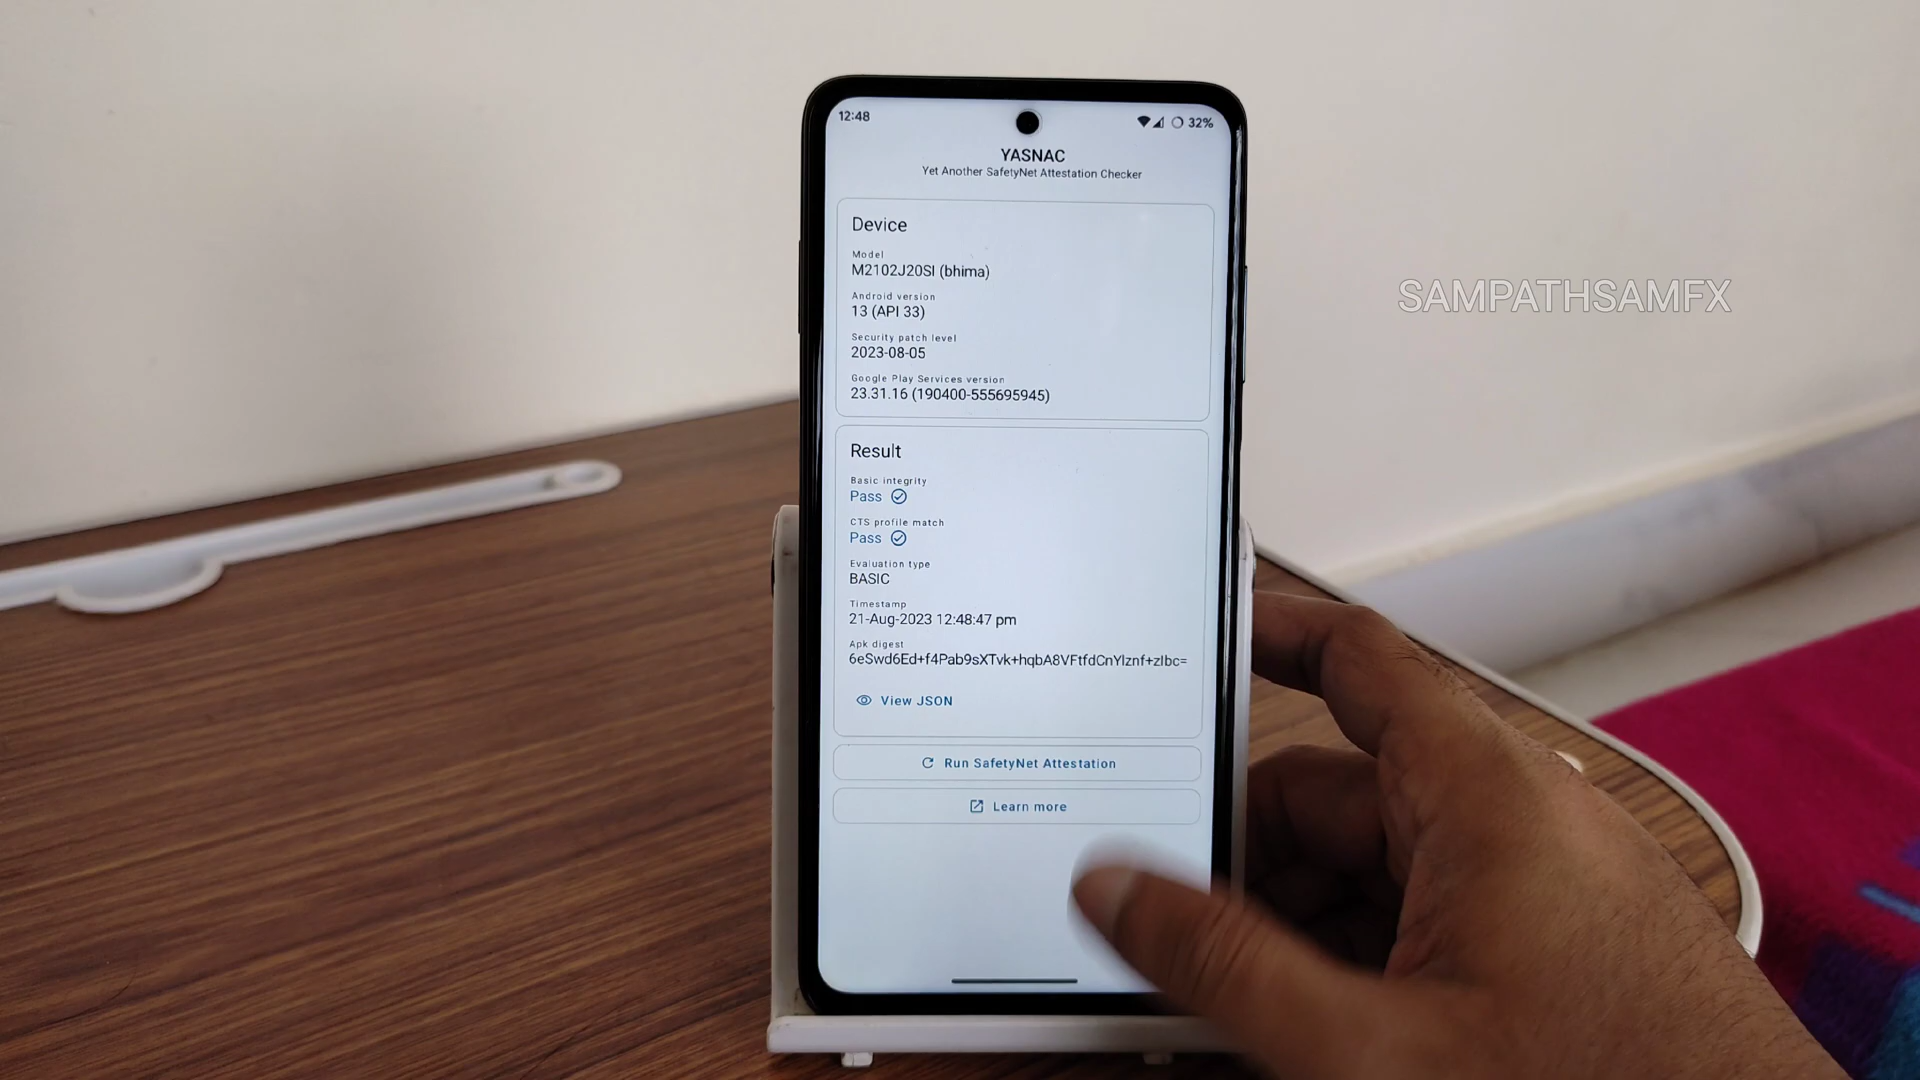 12:48
32%
YASNAC
Yet Another SafetyNet Attestation Checker
Device
Model
M2102J20SI (bhima)
Android version
13 (API 33)
Security patch level
2023-08-05
Google Play Services version
23.31.16 (190400-555695945)
Result
Basic integrity
Pass
CTS profile match
Pass
Evaluation type
BASIC
Timestamp
21-Aug-2023 12:48:47 pm
Apk digest
6eSwd6Ed+f4Pab9sXTvk+hqbA8VFtfdCnYlznf+zIbc=
View JSON
Run SafetyNet Attestation
Learn more
SAMPATHSAMFX